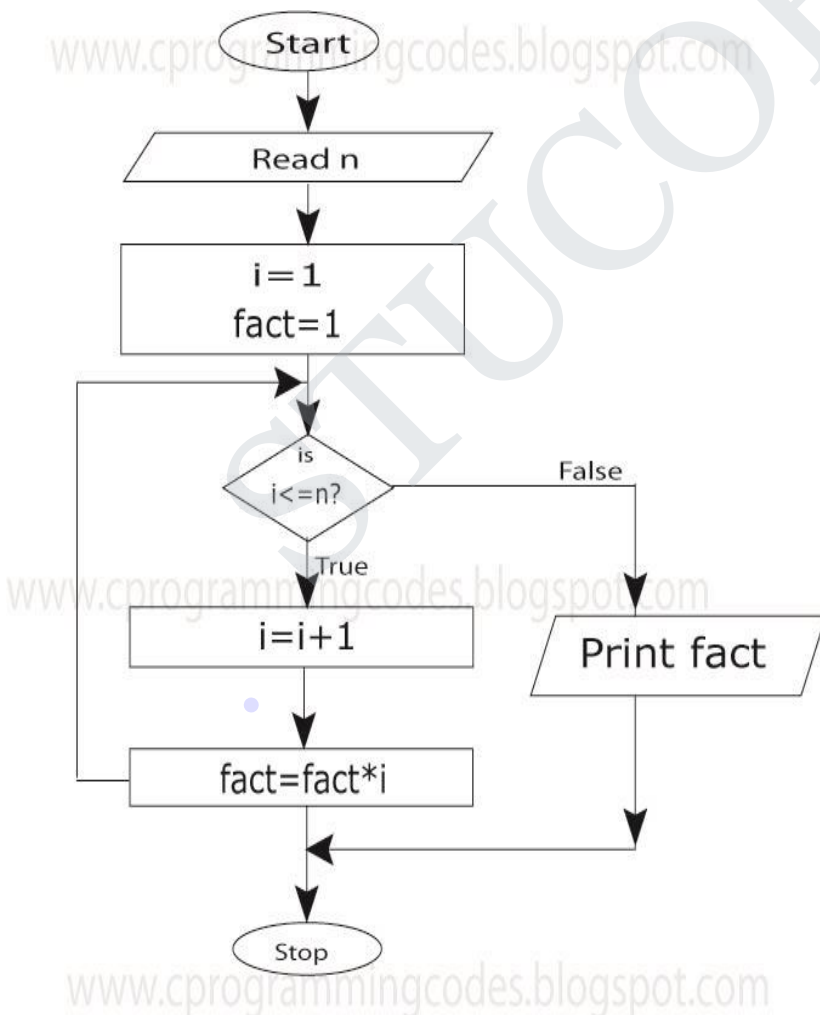 Start
www.cprogrammingcodes.blogspot.com
Read n
i=1
fact=1
is
i<=n?
False
True
www.cprogrammingcodes.blogspot.com
i=i+1
Print fact
fact=fact*i
Stop
www.cprogrammingcodes.blogspot.com